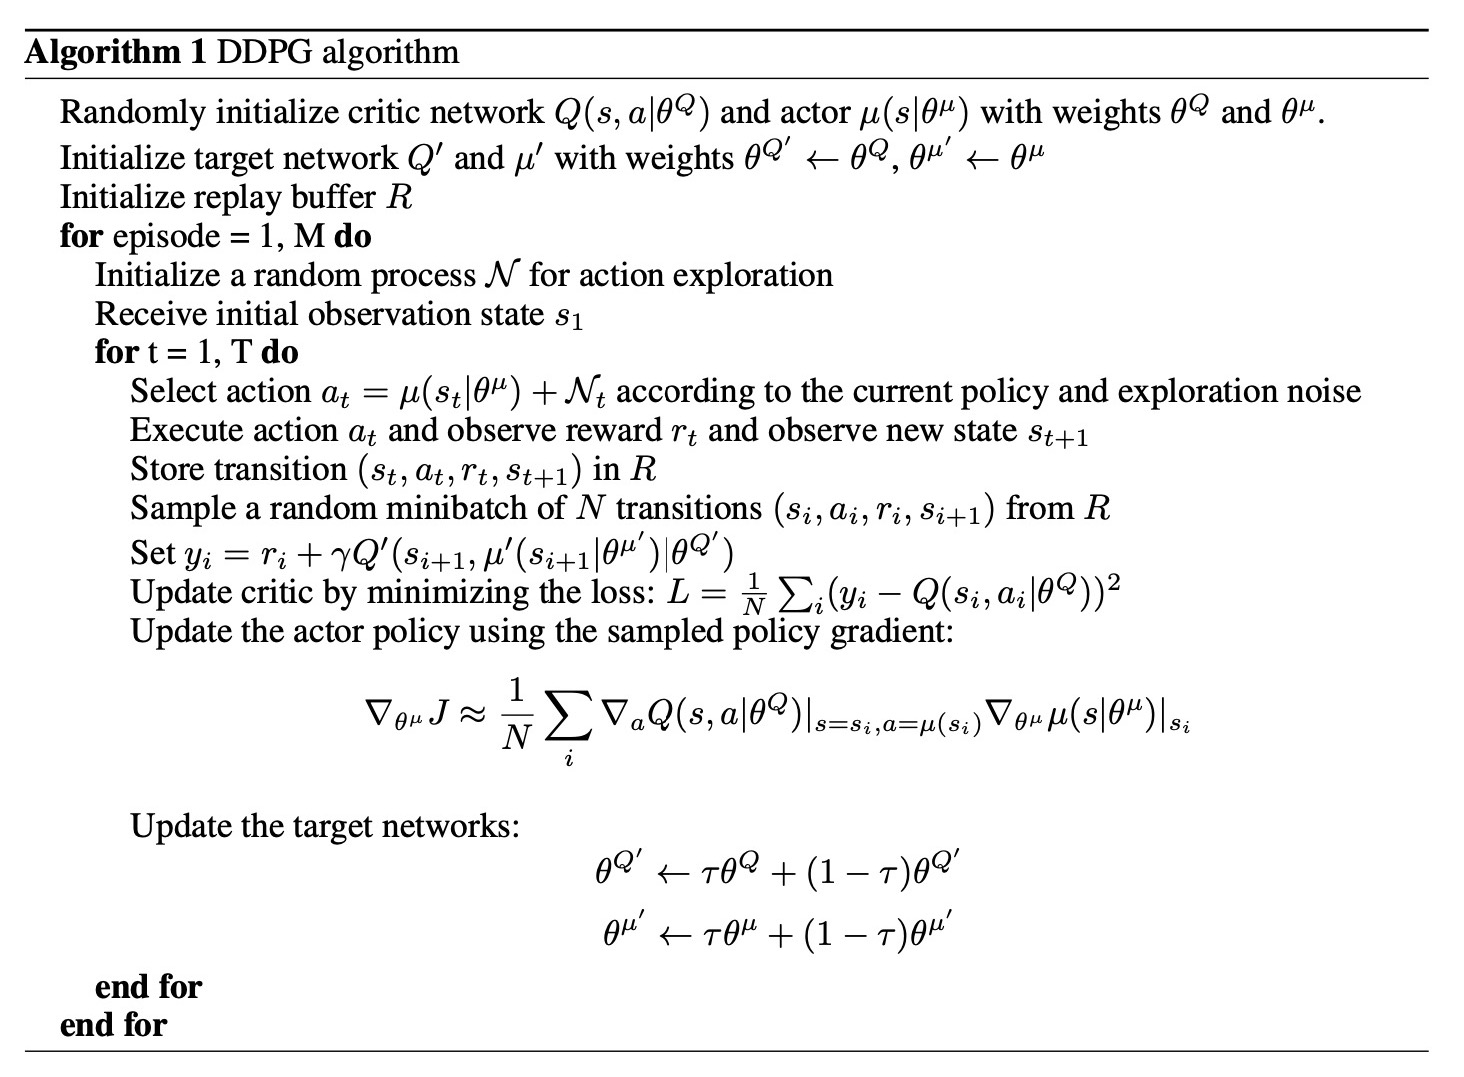 Algorithm 1 DDPG algorithm
Randomly initialize critic network $Q(s, a|\theta^Q)$ and actor $\mu(s|\theta^\mu)$ with weights $\theta^Q$ and $\theta^\mu$.
Initialize target network $Q'$ and $\mu'$ with weights $\theta^{Q'} \leftarrow \theta^Q$, $\theta^{\mu'} \leftarrow \theta^\mu$
Initialize replay buffer $R$
for episode = 1, M do
Initialize a random process $\mathcal{N}$ for action exploration
Receive initial observation state $s_1$
for t = 1, T do
Select action $a_t = \mu(s_t|\theta^\mu) + \mathcal{N}_t$ according to the current policy and exploration noise
Execute action $a_t$ and observe reward $r_t$ and observe new state $s_{t+1}$
Store transition $(s_t, a_t, r_t, s_{t+1})$ in $R$
Sample a random minibatch of $N$ transitions $(s_i, a_i, r_i, s_{i+1})$ from $R$
Set $y_i = r_i + \gamma Q'(s_{i+1}, \mu'(s_{i+1}|\theta^{\mu'})|\theta^{Q'})$
Update critic by minimizing the loss: $L = \frac{1}{N} \sum_i (y_i - Q(s_i, a_i|\theta^Q))^2$
Update the actor policy using the sampled policy gradient:
$\nabla_{\theta^\mu} J \approx \frac{1}{N} \sum_i \nabla_a Q(s, a|\theta^Q)|_{s=s_i, a=\mu(s_i)} \nabla_{\theta^\mu} \mu(s|\theta^\mu)|_{s_i}$
Update the target networks:
$\theta^{Q'} \leftarrow \tau\theta^Q + (1 - \tau)\theta^{Q'}$
$\theta^{\mu'} \leftarrow \tau\theta^\mu + (1 - \tau)\theta^{\mu'}$
end for
end for